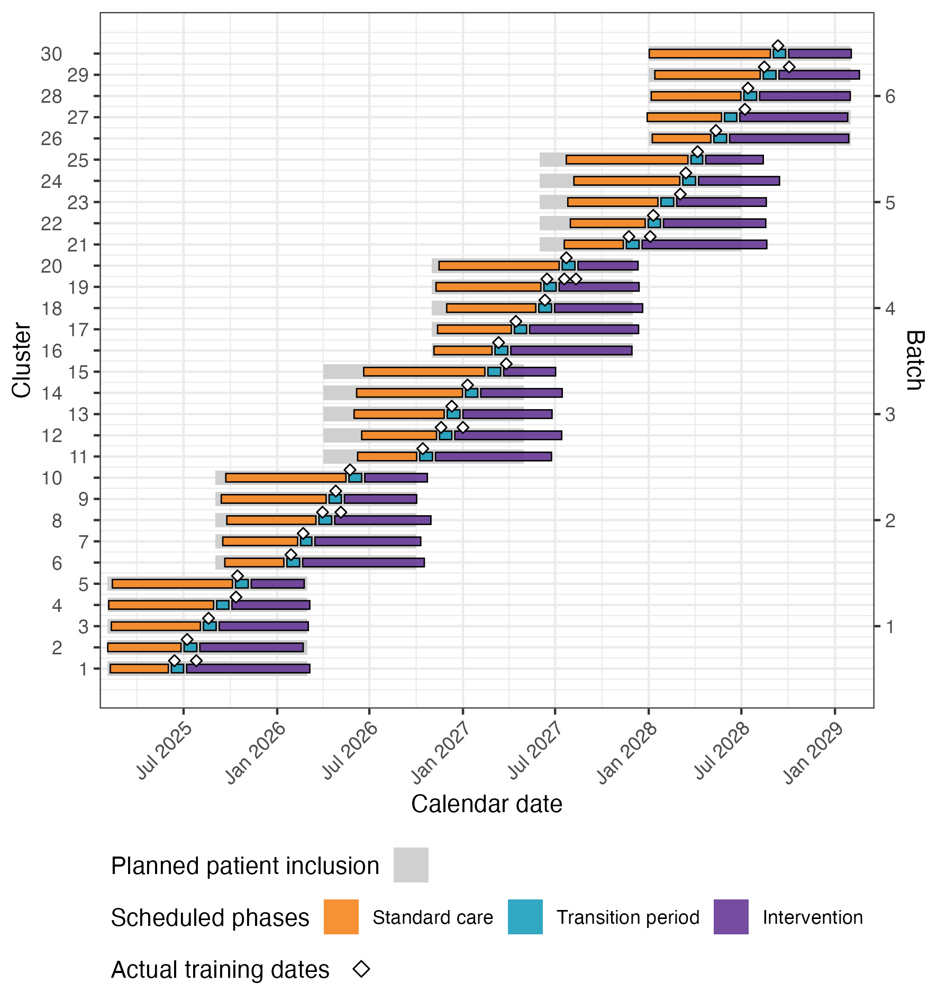 30
29
28
27
26
25
24
23
22
21
20
19
18
17
16
15
14
13
12
11
10
9
8
7
6
5
4
3
2
1
Cluster
6
5
4
3
2
1
Batch
Jul 2025
Jan 2026
Jul 2026
Jan 2027
Jul 2027
Jan 2028
Jul 2028
Jan 2029
Calendar date
Planned patient inclusion
Scheduled phases Standard care Transition period Intervention
Actual training dates